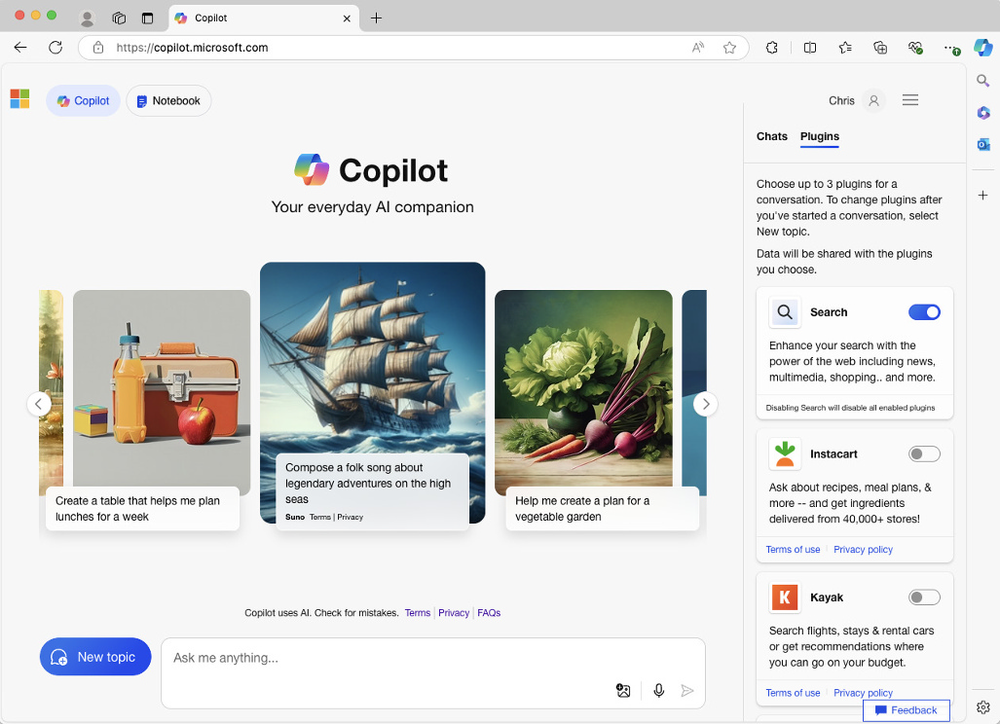 Copilot
https://copilot.microsoft.com
Copilot
Notebook
Chris
Copilot
Your everyday AI companion
Create a table that helps me plan
lunches for a week
Compose a folk song about
legendary adventures on the high
seas
Suno Terms | Privacy
Help me create a plan for a
vegetable garden
Copilot uses AI. Check for mistakes. Terms | Privacy | FAQs
New topic
Ask me anything...
Chats Plugins
Choose up to 3 plugins for a
conversation. To change plugins after
you've started a conversation, select
New topic.
Data will be shared with the plugins
you choose.
Search
Enhance your search with the
power of the web including news,
multimedia, shopping.. and more.
Disabling Search will disable all enabled plugins
Instacart
Ask about recipes, meal plans, &
more -- and get ingredients
delivered from 40,000+ stores!
Terms of use | Privacy policy
K
Kayak
Search flights, stays & rental cars
or get recommendations where
you can go on your budget.
Terms of use | Privacy policy
Feedback